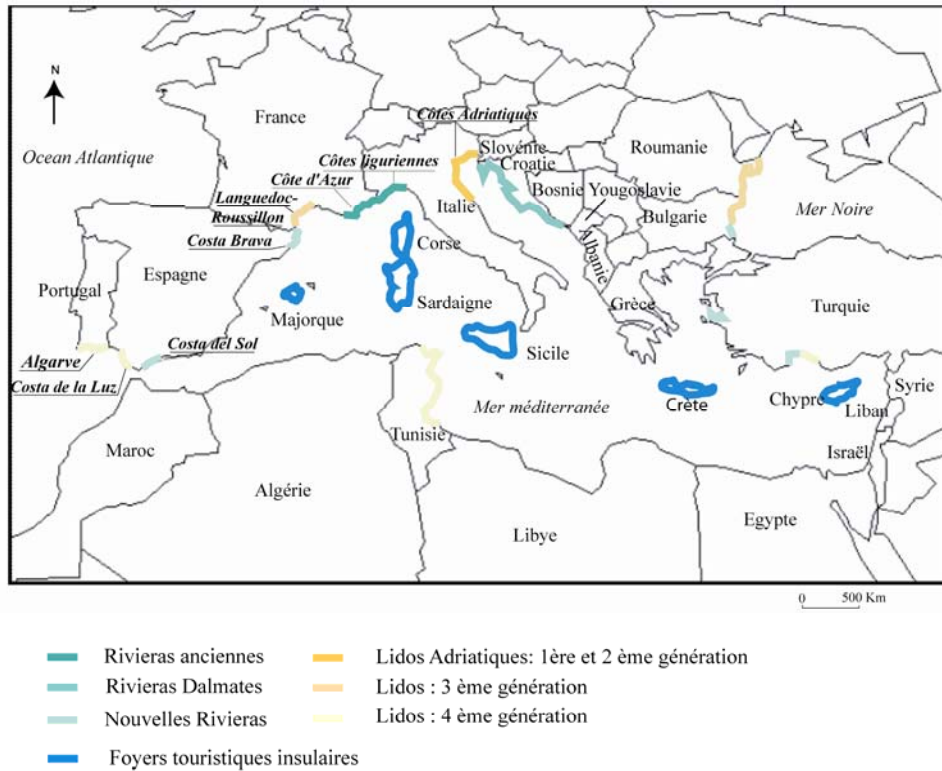 N
France
Côtes Adriatiques
Slovénie
Croatie
Roumanie
Ocean Atlantique
Côtes liguriennes
Côte d'Azur
Bosnie
Yougoslavie
Languedoc-
Roussillon
Italie
Bulgarie
Mer Noire
Costa Brava
Corse
Albanie
Espagne
Portugal
Grèce
Turquie
Majorque
Sardaigne
Costa del Sol
Sicile
Algarve
Costa de la Luz
Mer méditerranée
Crète
Chypre
Liban
Syrie
Tunisie
Maroc
Israël
Algérie
Egypte
Libye
0 500 Km
Rivieras anciennes
Rivieras Dalmates
Nouvelles Rivieras
Foyers touristiques insulaires
Lidos Adriatiques: 1ère et 2 ème génération
Lidos : 3 ème génération
Lidos : 4 ème génération